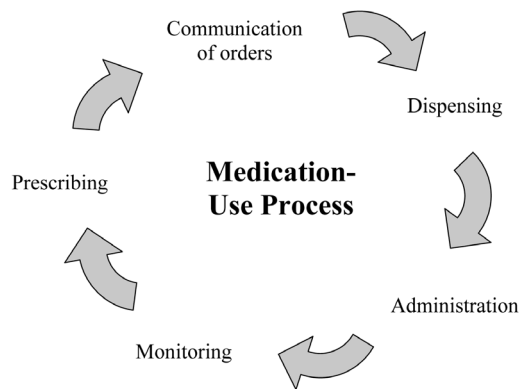 Communication
of orders
Dispensing
Prescribing
Medication-
Use Process
Administration
Monitoring